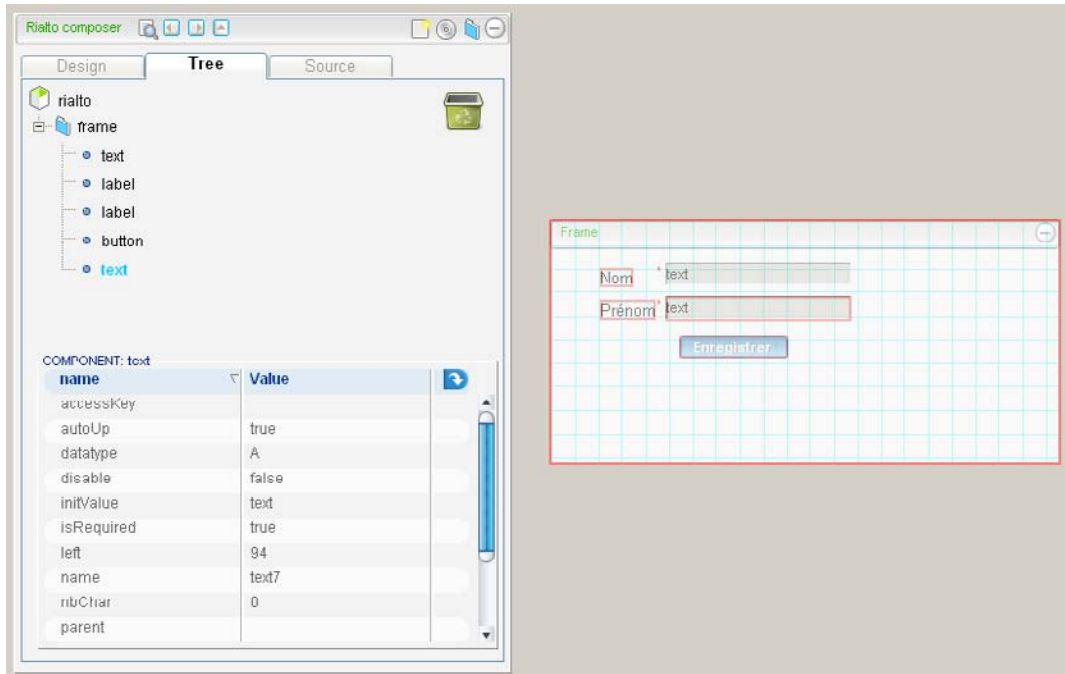 Rialto composer
Design Tree Source
rialto
frame
text
label
label
button
text
COMPONENT: text
name Value
accessKey
autoUp true
datatype A
disable false
initValue text
isRequired true
left 94
name text7
nbChar 0
parent
Frame
Nom * text
Prénom * text
Enregistrer